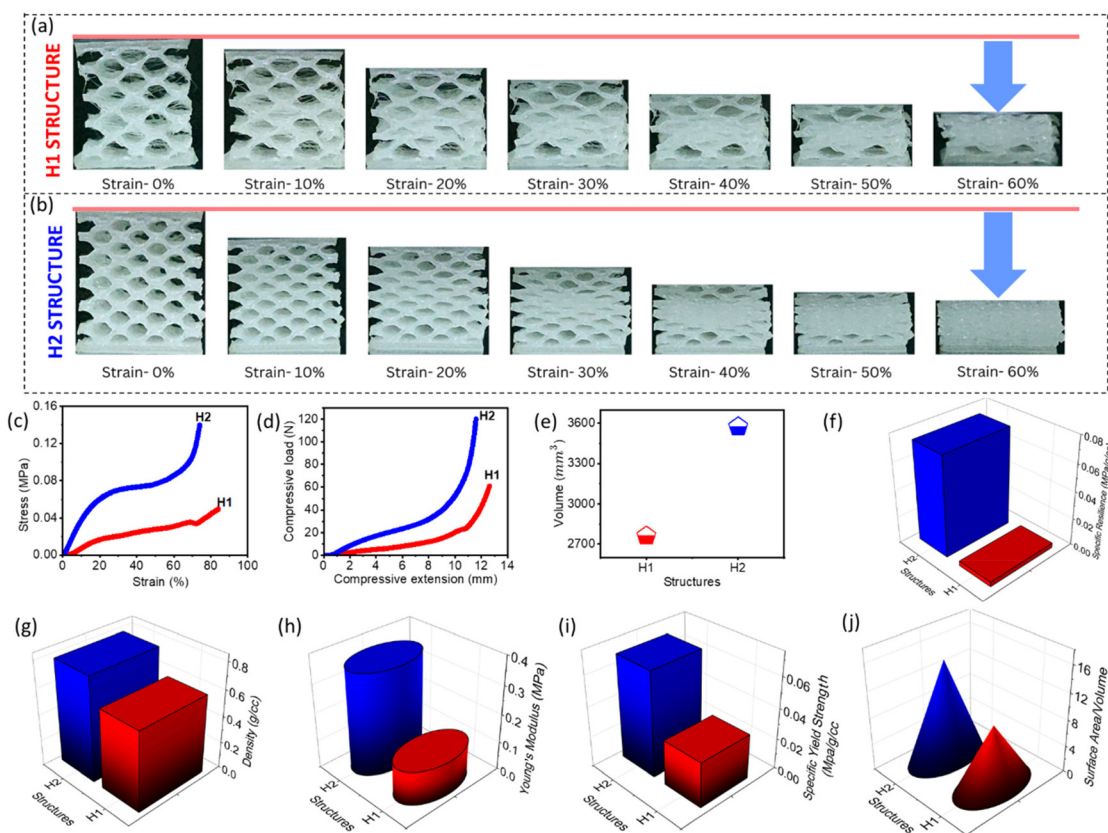 (a)
H1 STRUCTURE
Strain- 0%
Strain- 10%
Strain- 20%
Strain- 30%
Strain- 40%
Strain- 50%
Strain- 60%
(b)
H2 STRUCTURE
Strain- 0%
Strain- 10%
Strain- 20%
Strain- 30%
Strain- 40%
Strain- 50%
Strain- 60%
(c)
0.16
0.12
0.08
0.04
0.00
Stress (MPa)
H2
H1
0 20 40 60 80 100
Strain (%)
(d)
120
100
80
60
40
20
0
Compressive load (N)
H2
H1
0 2 4 6 8 10 12 14
Compressive extension (mm)
(e)
3600
3300
3000
2700
Volume (mm³)
H1 H2
Structures
(f)
0.08
0.06
0.04
0.02
0.00
Specific Resilience (MPa/g/cc)
H2
H1
Structures
(g)
0.8
0.6
0.4
0.2
0.0
Density (g/cc)
H2
H1
Structures
(h)
0.4
0.3
0.2
0.1
0.0
Young's Modulus (MPa)
H2
H1
Structures
(i)
0.06
0.04
0.02
0.00
Specific Yield Strength
(Mpa/g/cc
H2
H1
Structures
(j)
16
12
8
4
0
Surface Area/Volume
H2
H1
Structures